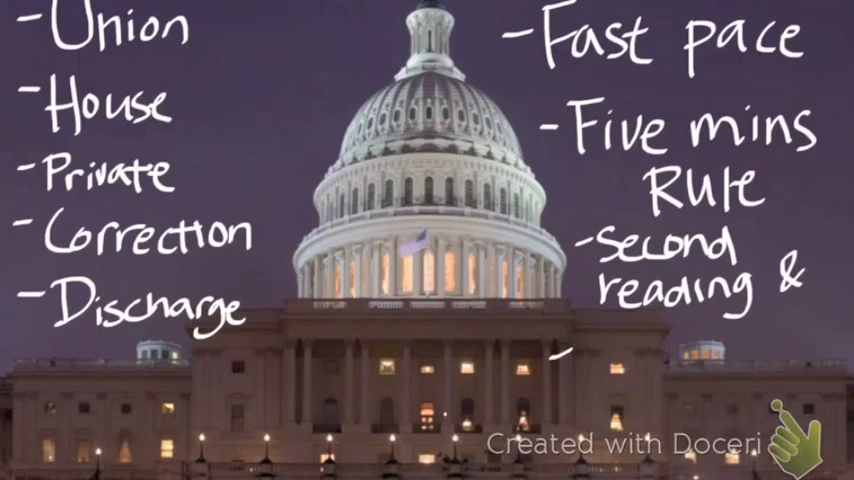 -Union
-House
-Private
-Correction
-Discharge
-Fast pace
-Five mins
Rule
-Second
reading &
-
Created with Doceri